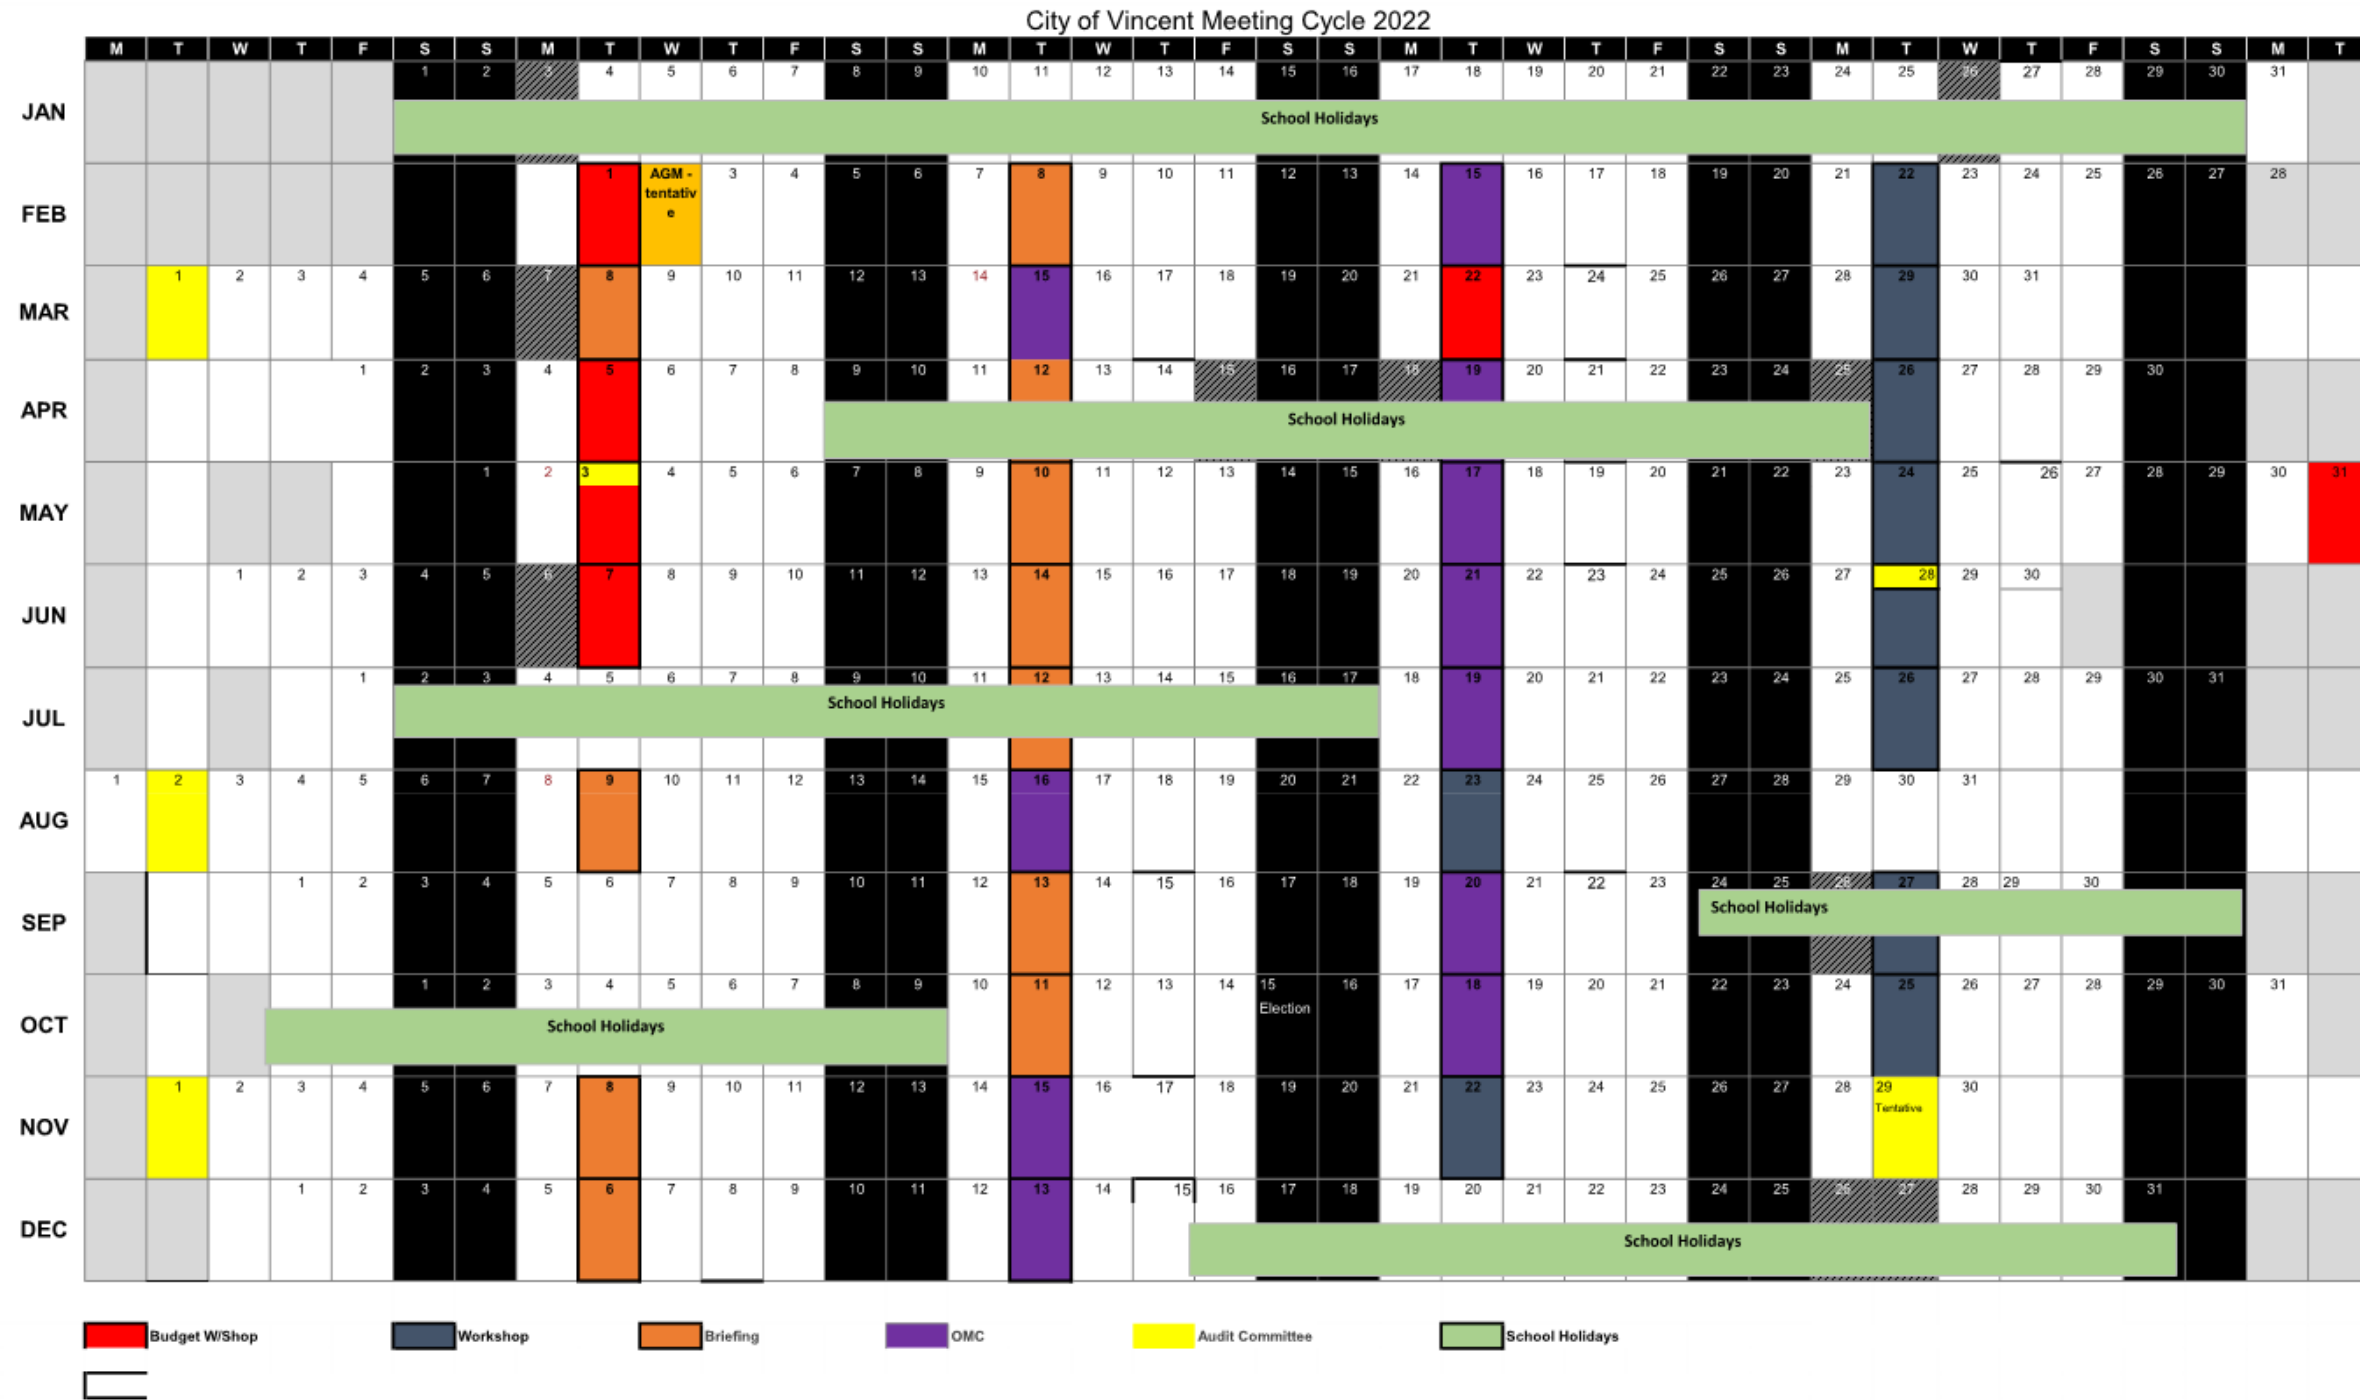 City of Vincent Meeting Cycle 2022
M T W T F S S M T W T F S S M T W T F S S M T W T F S S M T W T F S S M T
JAN 1 2 3 4 5 6 7 8 9 10 11 12 13 14 15 16 17 18 19 20 21 22 23 24 25 26 27 28 29 30 31
School Holidays
FEB 1 AGM - tentativ e 3 4 5 6 7 8 9 10 11 12 13 14 15 16 17 18 19 20 21 22 23 24 25 26 27 28
MAR 1 2 3 4 5 6 7 8 9 10 11 12 13 14 15 16 17 18 19 20 21 22 23 24 25 26 27 28 29 30 31
APR 1 2 3 4 5 6 7 8 9 10 11 12 13 14 15 16 17 18 19 20 21 22 23 24 25 26 27 28 29 30
School Holidays
MAY 1 2 3 4 5 6 7 8 9 10 11 12 13 14 15 16 17 18 19 20 21 22 23 24 25 26 27 28 29 30 31
JUN 1 2 3 4 5 6 7 8 9 10 11 12 13 14 15 16 17 18 19 20 21 22 23 24 25 26 27 28 29 30
JUL 1 2 3 4 5 6 7 8 9 10 11 12 13 14 15 16 17 18 19 20 21 22 23 24 25 26 27 28 29 30 31
School Holidays
AUG 1 2 3 4 5 6 7 8 9 10 11 12 13 14 15 16 17 18 19 20 21 22 23 24 25 26 27 28 29 30 31
SEP 1 2 3 4 5 6 7 8 9 10 11 12 13 14 15 16 17 18 19 20 21 22 23 24 25 26 27 28 29 30
School Holidays
OCT 1 2 3 4 5 6 7 8 9 10 11 12 13 14 15 16 17 18 19 20 21 22 23 24 25 26 27 28 29 30 31
Election
School Holidays
NOV 1 2 3 4 5 6 7 8 9 10 11 12 13 14 15 16 17 18 19 20 21 22 23 24 25 26 27 28 29 30
Tentative
DEC 1 2 3 4 5 6 7 8 9 10 11 12 13 14 15 16 17 18 19 20 21 22 23 24 25 26 27 28 29 30 31
School Holidays
Budget W/Shop Workshop Briefing OMC Audit Committee School Holidays